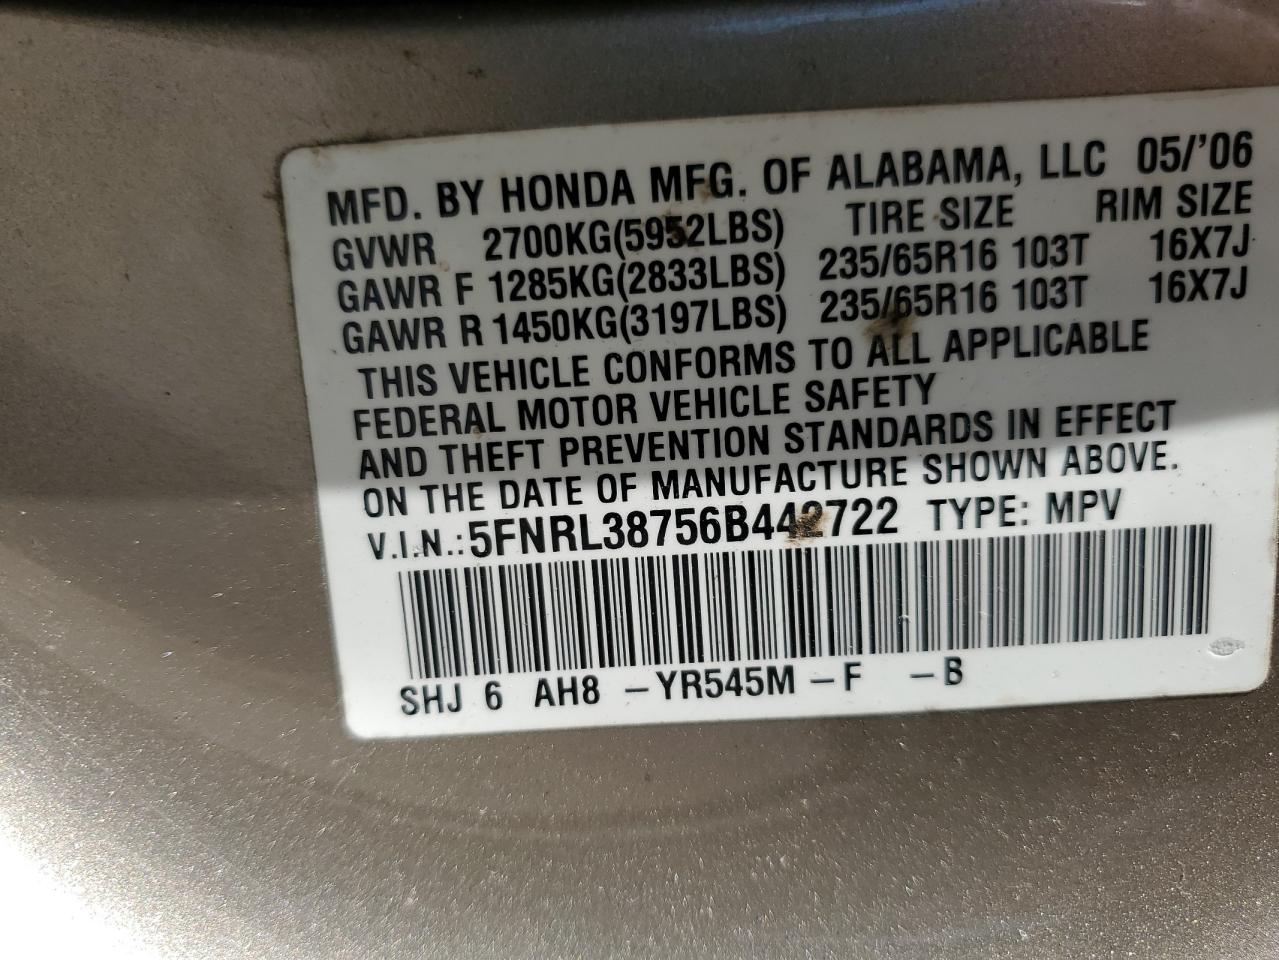 MFD. BY HONDA MFG. OF ALABAMA, LLC 05/'06
GVWR 2700KG(5952LBS) TIRE SIZE RIM SIZE
GAWR F 1285KG(2833LBS) 235/65R16 103T 16X7J
GAWR R 1450KG(3197LBS) 235/65R16 103T 16X7J
THIS VEHICLE CONFORMS TO ALL APPLICABLE
FEDERAL MOTOR VEHICLE SAFETY
AND THEFT PREVENTION STANDARDS IN EFFECT
ON THE DATE OF MANUFACTURE SHOWN ABOVE.
V.I.N.: 5FNRL38756B442722 TYPE: MPV
SHJ 6 AH8 -YR545M -F -B